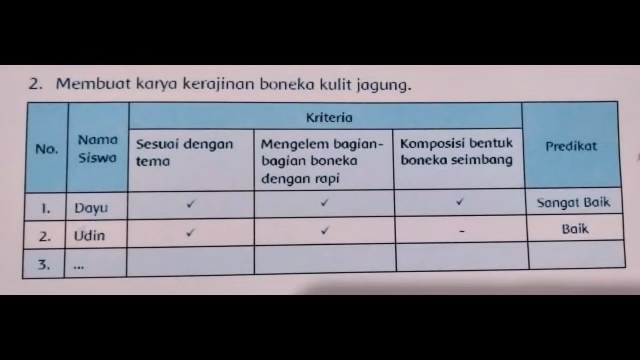 2. Membuat karya kerajinan boneka kulit jagung.
Kriteria
No. Nama Siswa Sesuai dengan tema Mengelem bagian-bagian boneka dengan rapi Komposisi bentuk boneka seimbang Predikat
1. Dayu ✓ ✓ ✓ Sangat Baik
2. Udin ✓ ✓ - Baik
3. ...